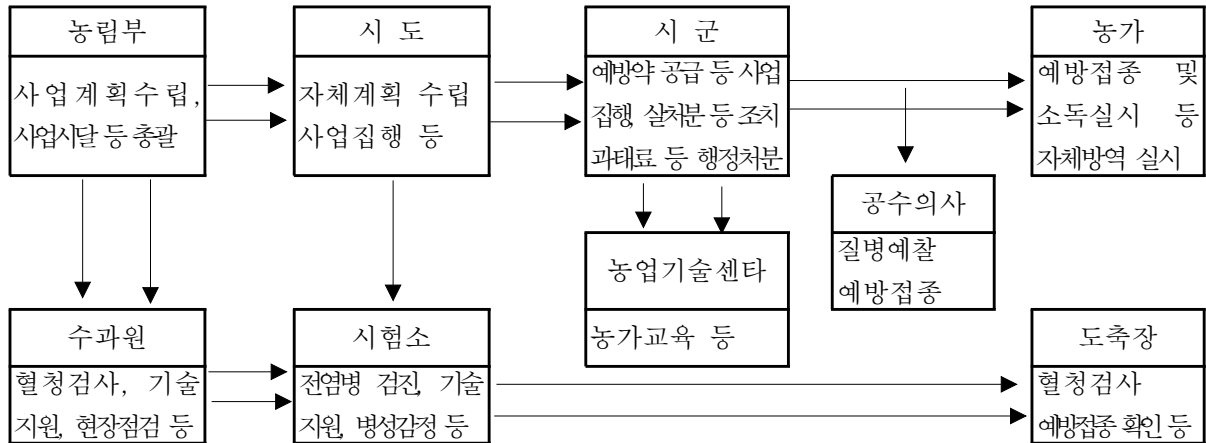 농림부
사업계획수립,
사업시달 등 총괄
시 도
자체계획 수립
사업집행 등
시 군
예방약 공급 등 사업
집행, 살처분 등 조치
과태료 등 행정처분
농가
예방접종 및
소독실시 등
자체방역 실시
공수의사
질병예찰
예방접종
농업기술센타
농가교육 등
수과원
혈청검사, 기술
지원, 현장점검 등
시험소
전염병 검진, 기술
지원, 병성감정 등
도축장
혈청검사
예방접종 확인 등